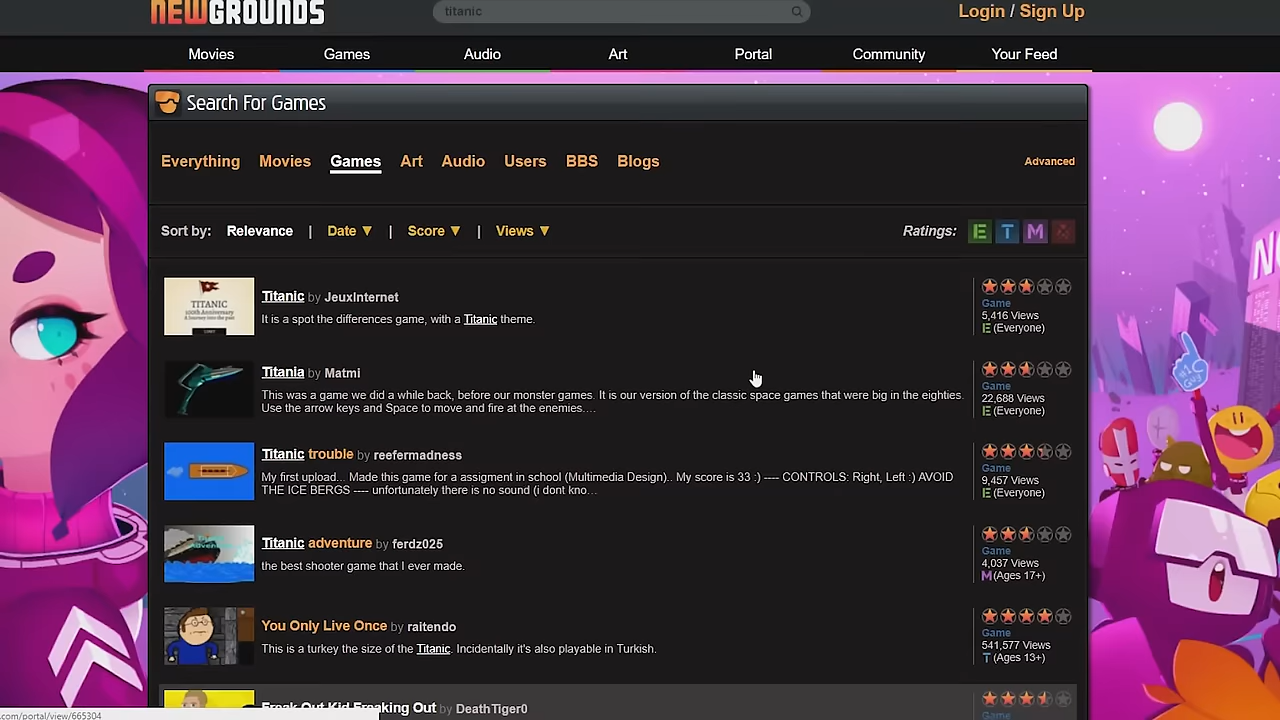 NEWGROUNDS
titanic
Login / Sign Up
Movies Games Audio Art Portal Community Your Feed
Search For Games
Everything Movies Games Art Audio Users BBS Blogs
Advanced
Sort by: Relevance | Date ▼ | Score ▼ | Views ▼
Ratings: E T M A
TITANIC
100th Anniversary
Titanic by JeuxInternet
It is a spot the differences game, with a Titanic theme.
Game
5,416 Views
E (Everyone)
Titania by Matmi
This was a game we did a while back, before our monster games. It is our version of the classic space games that were big in the eighties.
Use the arrow keys and Space to move and fire at the enemies....
Game
22,688 Views
E (Everyone)
Titanic trouble by reefermadness
My first upload... Made this game for a assigment in school (Multimedia Design).. My score is 33 :) ---- CONTROLS: Right, Left :) AVOID
THE ICE BERGS ---- unfortunately there is no sound (i dont kno...
Game
9,457 Views
E (Everyone)
Titanic adventure by ferdz025
the best shooter game that I ever made.
Game
4,037 Views
M (Ages 17+)
You Only Live Once by raitendo
This is a turkey the size of the Titanic. Incidentally it's also playable in Turkish.
Game
541,577 Views
T (Ages 13+)
Freak Out Kid Freaking Out by DeathTiger0
Game
.com/portal/view/665304
#1